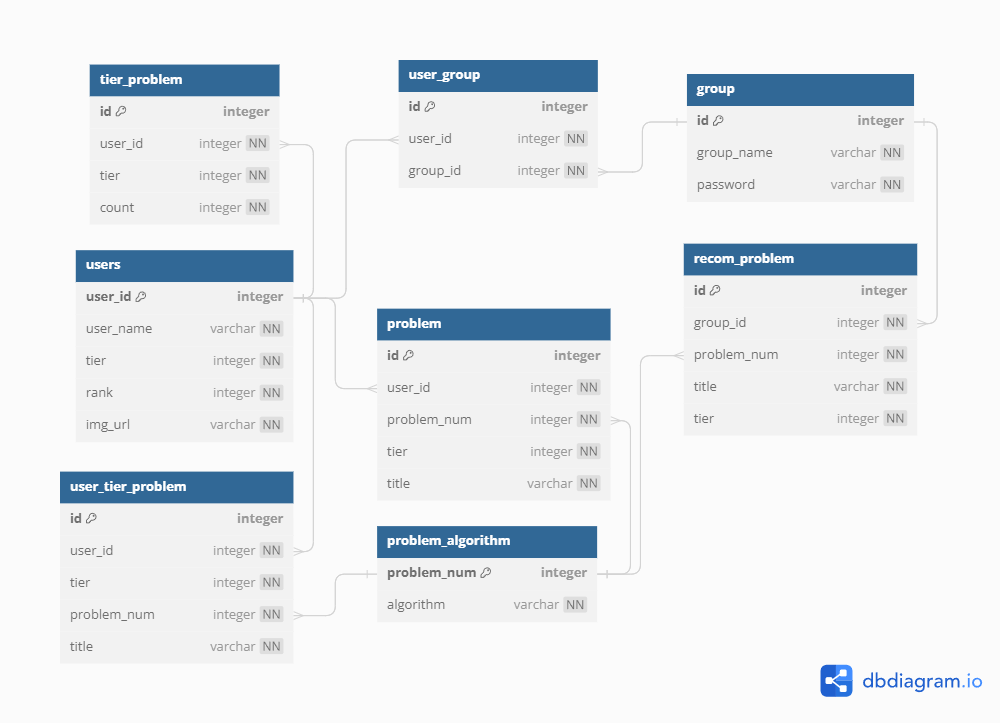 tier_problem
id integer
user_id integer NN
tier integer NN
count integer NN
user_group
id integer
user_id integer NN
group_id integer NN
group
id integer
group_name varchar NN
password varchar NN
users
user_id integer
user_name varchar NN
tier integer NN
rank integer NN
img_url varchar NN
recom_problem
id integer
group_id integer NN
problem_num integer NN
title varchar NN
tier integer NN
problem
id integer
user_id integer NN
problem_num integer NN
tier integer NN
title varchar NN
user_tier_problem
id integer
user_id integer NN
tier integer NN
problem_num integer NN
title varchar NN
problem_algorithm
problem_num integer
algorithm varchar NN
dbdiagram.io